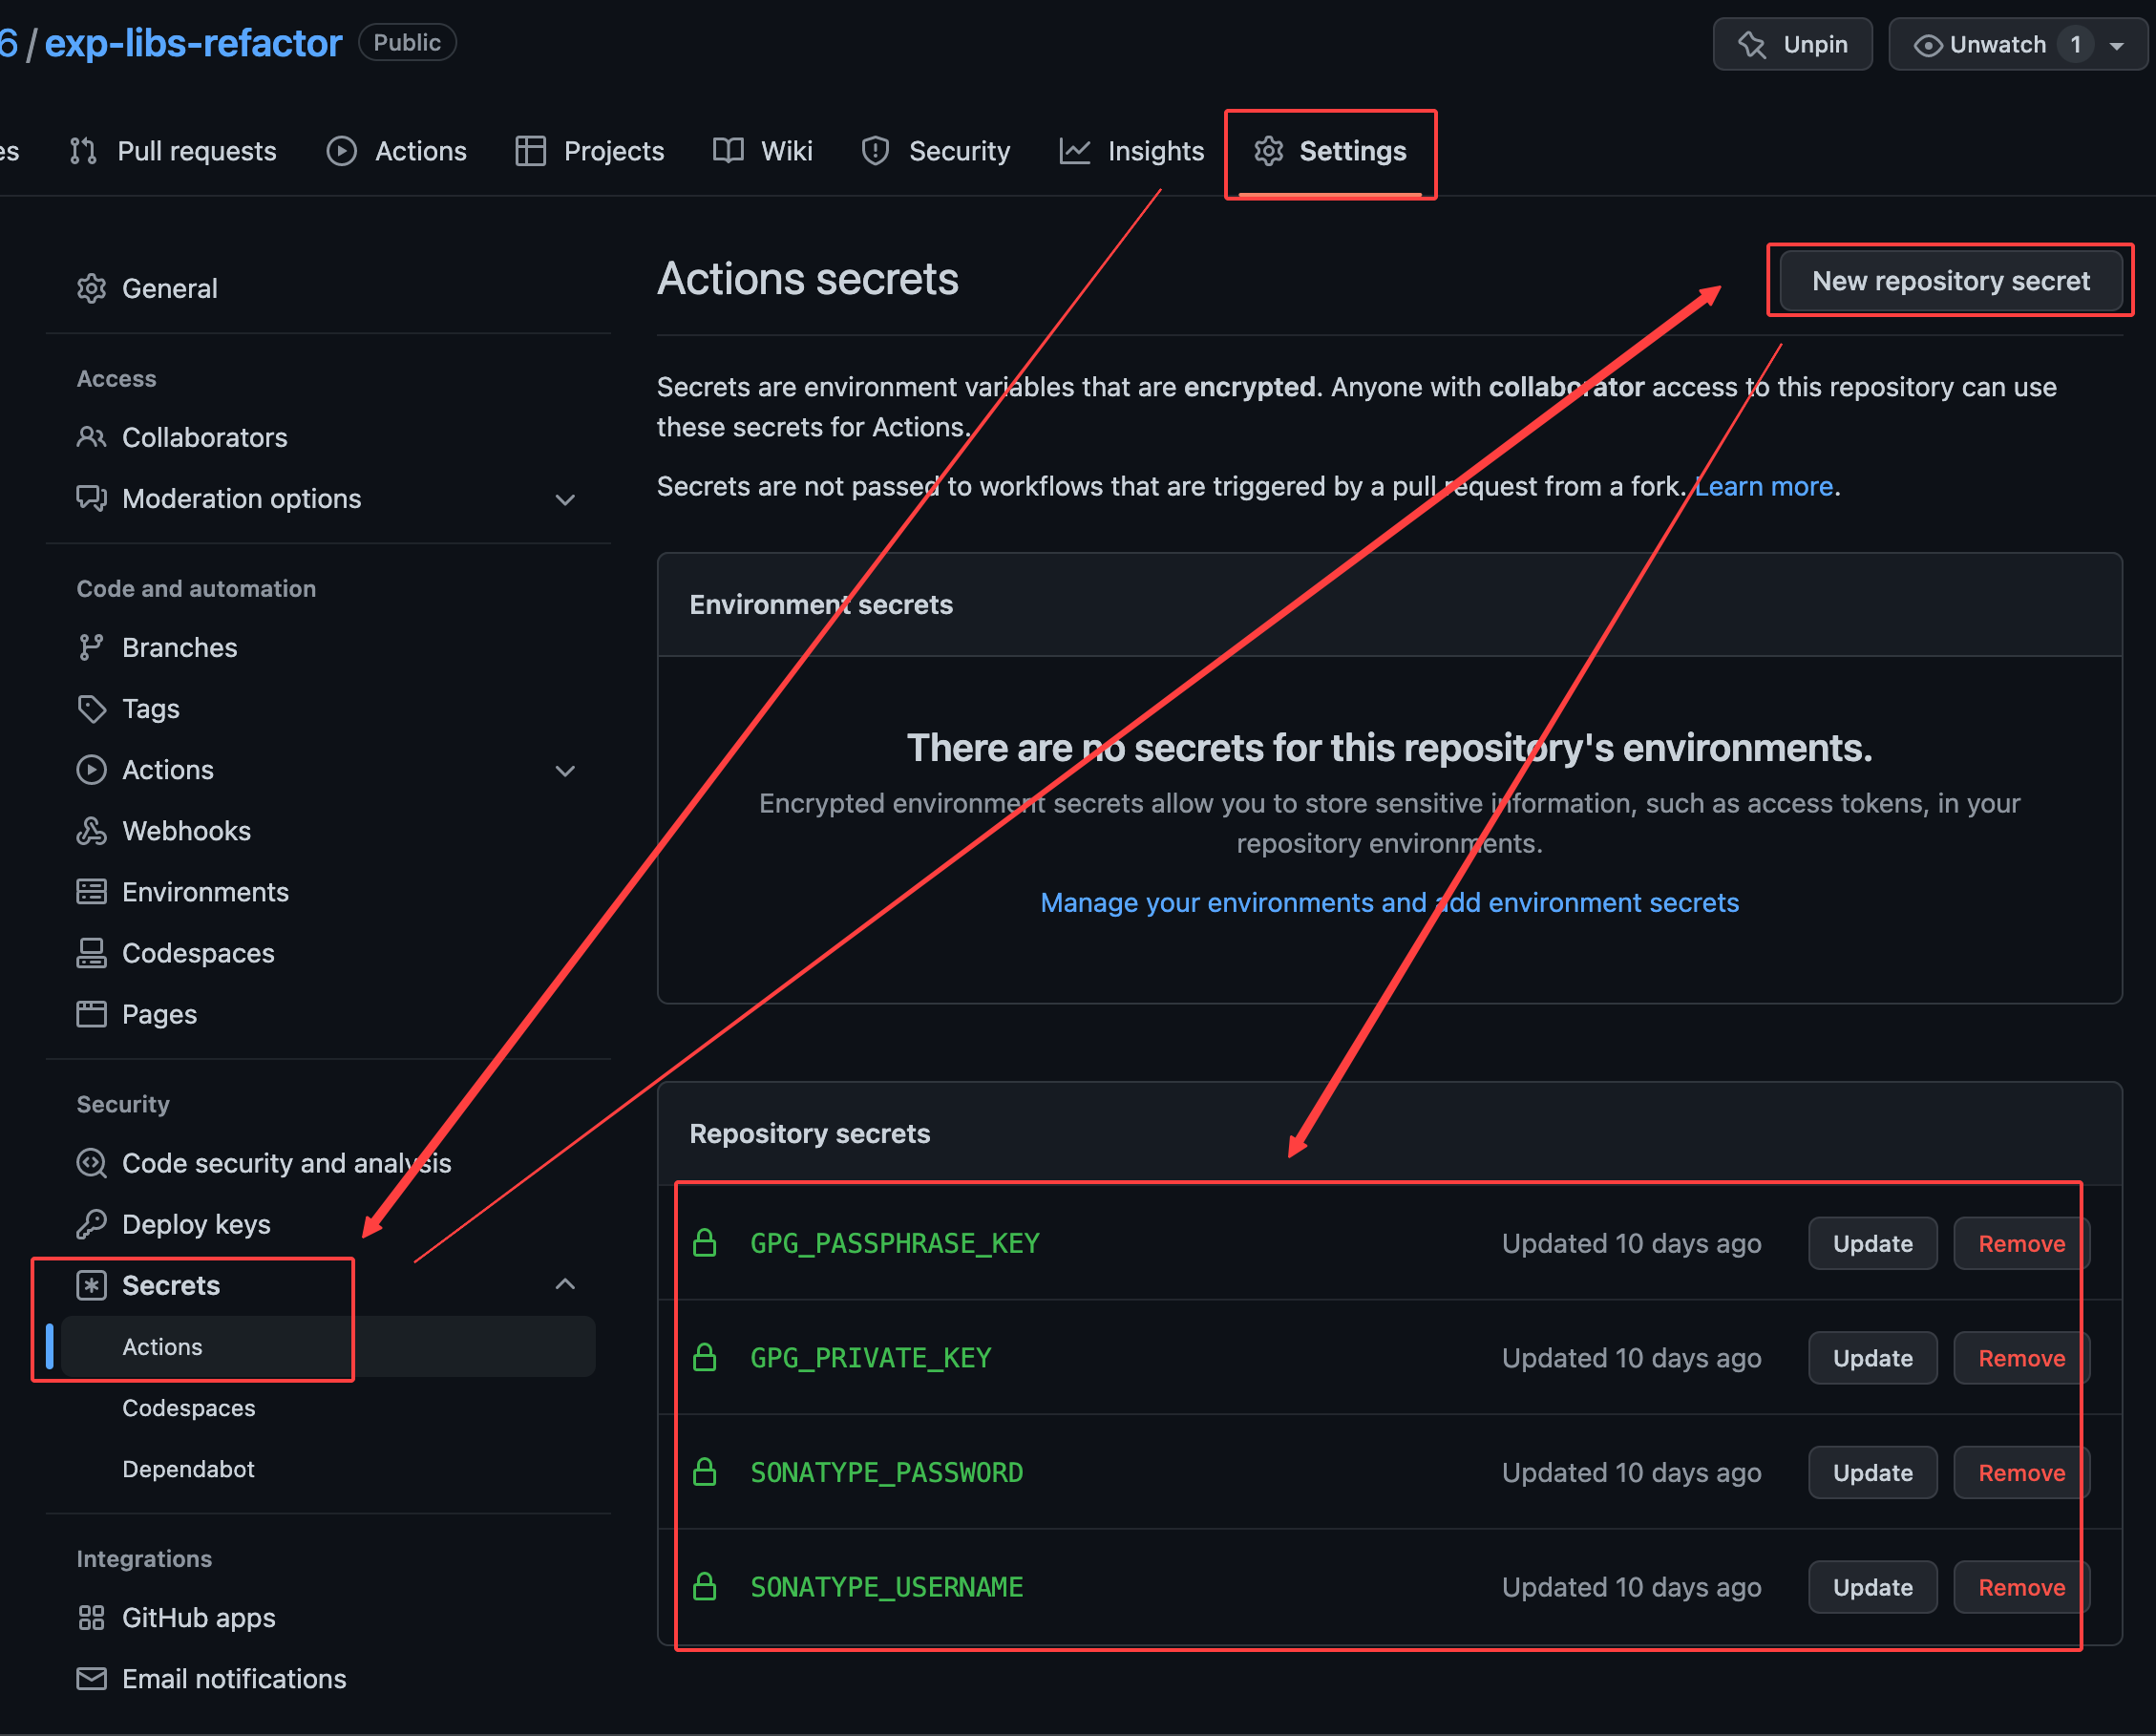 6 / exp-libs-refactor Public Unpin Unwatch 1
es Pull requests Actions Projects Wiki Security Insights Settings
General
Access
Collaborators
Moderation options
Code and automation
Branches
Tags
Actions
Webhooks
Environments
Codespaces
Pages
Security
Code security and analysis
Deploy keys
Secrets
Actions
Codespaces
Dependabot
Integrations
GitHub apps
Email notifications
Actions secrets New repository secret
Secrets are environment variables that are encrypted. Anyone with collaborator access to this repository can use
these secrets for Actions.
Secrets are not passed to workflows that are triggered by a pull request from a fork. Learn more.
Environment secrets
There are no secrets for this repository's environments.
Encrypted environment secrets allow you to store sensitive information, such as access tokens, in your
repository environments.
Manage your environments and add environment secrets
Repository secrets
GPG_PASSPHRASE_KEY Updated 10 days ago Update Remove
GPG_PRIVATE_KEY Updated 10 days ago Update Remove
SONATYPE_PASSWORD Updated 10 days ago Update Remove
SONATYPE_USERNAME Updated 10 days ago Update Remove